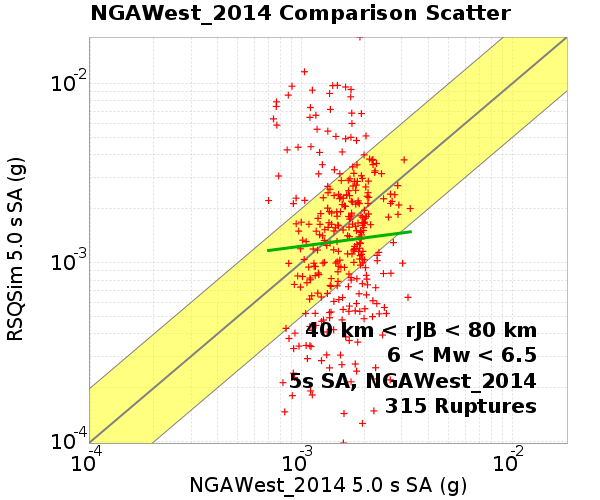 NGAWest_2014 Comparison Scatter
RSQSim 5.0 s SA (g)
10-2
10-3
10-4
40 km < rJB < 80 km
6 < Mw < 6.5
5s SA, NGAWest_2014
315 Ruptures
10-4 10-3 10-2
NGAWest_2014 5.0 s SA (g)